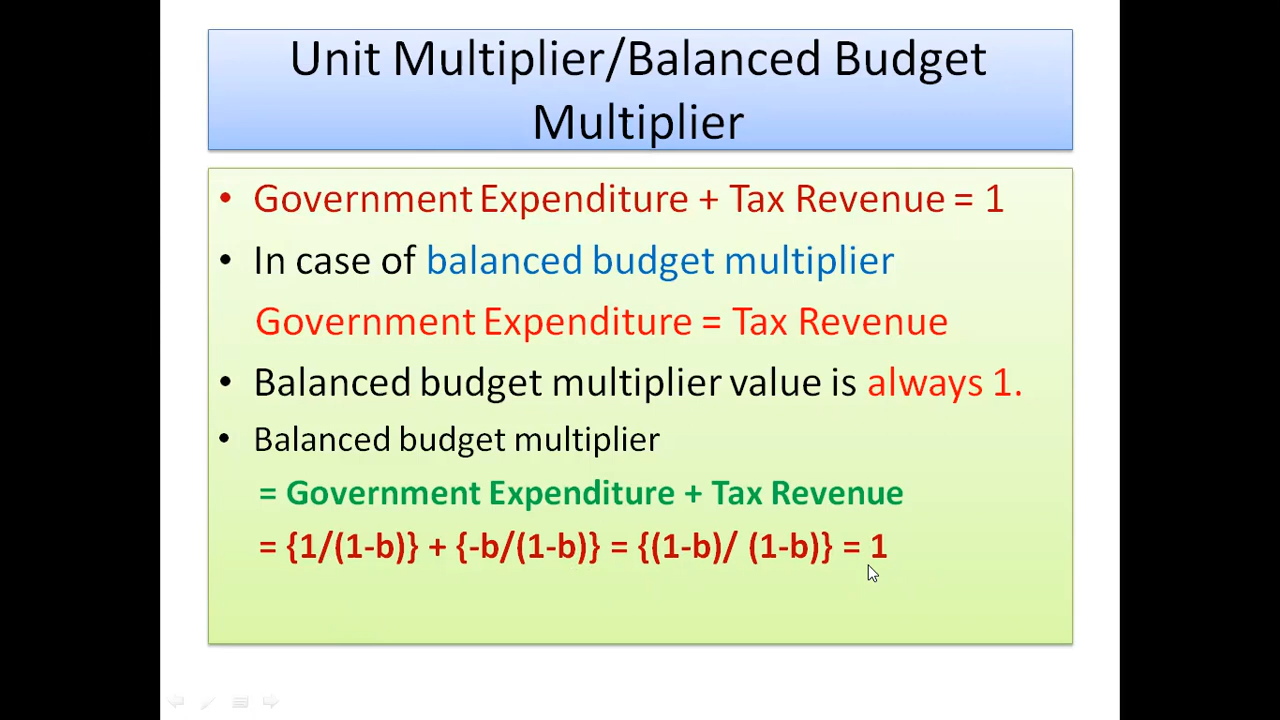 Unit Multiplier/Balanced Budget
Multiplier
• Government Expenditure + Tax Revenue = 1
• In case of balanced budget multiplier
Government Expenditure = Tax Revenue
• Balanced budget multiplier value is always 1.
• Balanced budget multiplier
= Government Expenditure + Tax Revenue
= {1/(1-b)} + {-b/(1-b)} = {(1-b)/ (1-b)} = 1